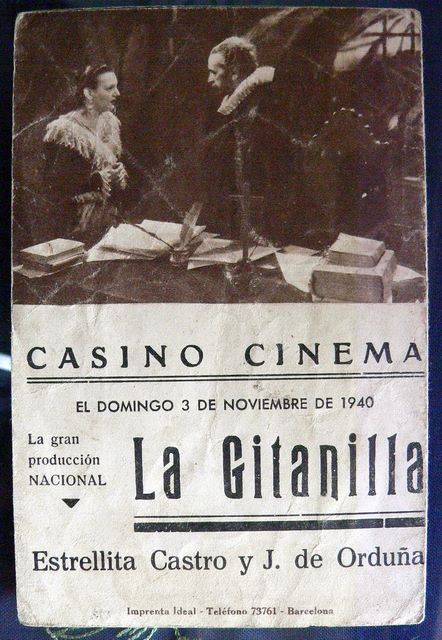 CASINO CINEMA
EL DOMINGO 3 DE NOVIEMBRE DE 1940
La gran
producción
NACIONAL
La Gitanilla
Estrellita Castro y J. de Orduña
Imprenta Ideal - Teléfono 73761 - Barcelona